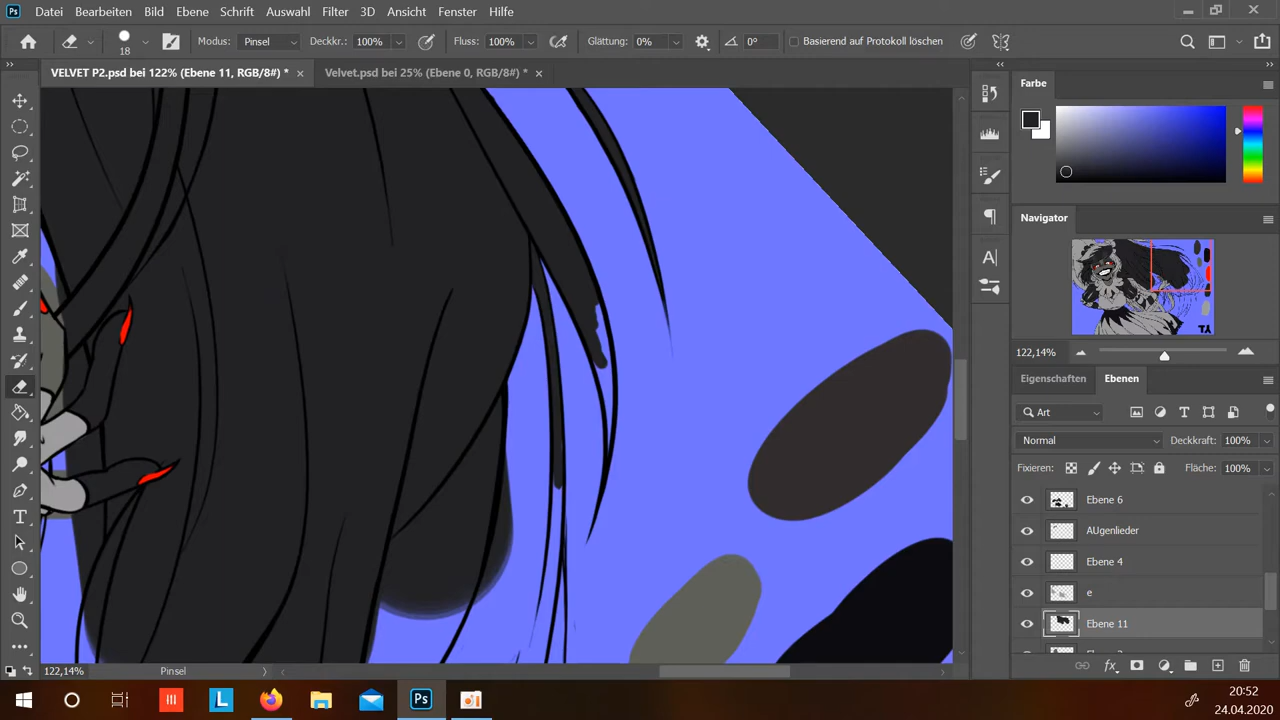 Ps Datei Bearbeiten Bild Ebene Schrift Auswahl Filter 3D Ansicht Fenster Hilfe
18 Modus: Pinsel Deckkr.: 100% Fluss: 100% Glättung: 0% 0° Basierend auf Protokoll löschen
VELVET P2.psd bei 122% (Ebene 11, RGB/8#) * Velvet.psd bei 25% (Ebene 0, RGB/8#) *
Farbe
Navigator
122,14%
Eigenschaften Ebenen
Art
Normal Deckkraft: 100%
Fixieren: Fläche: 100%
Ebene 6
AUgenlieder
Ebene 4
e
Ebene 11
122,14% Pinsel
L Ps
20:52
24.04.2020